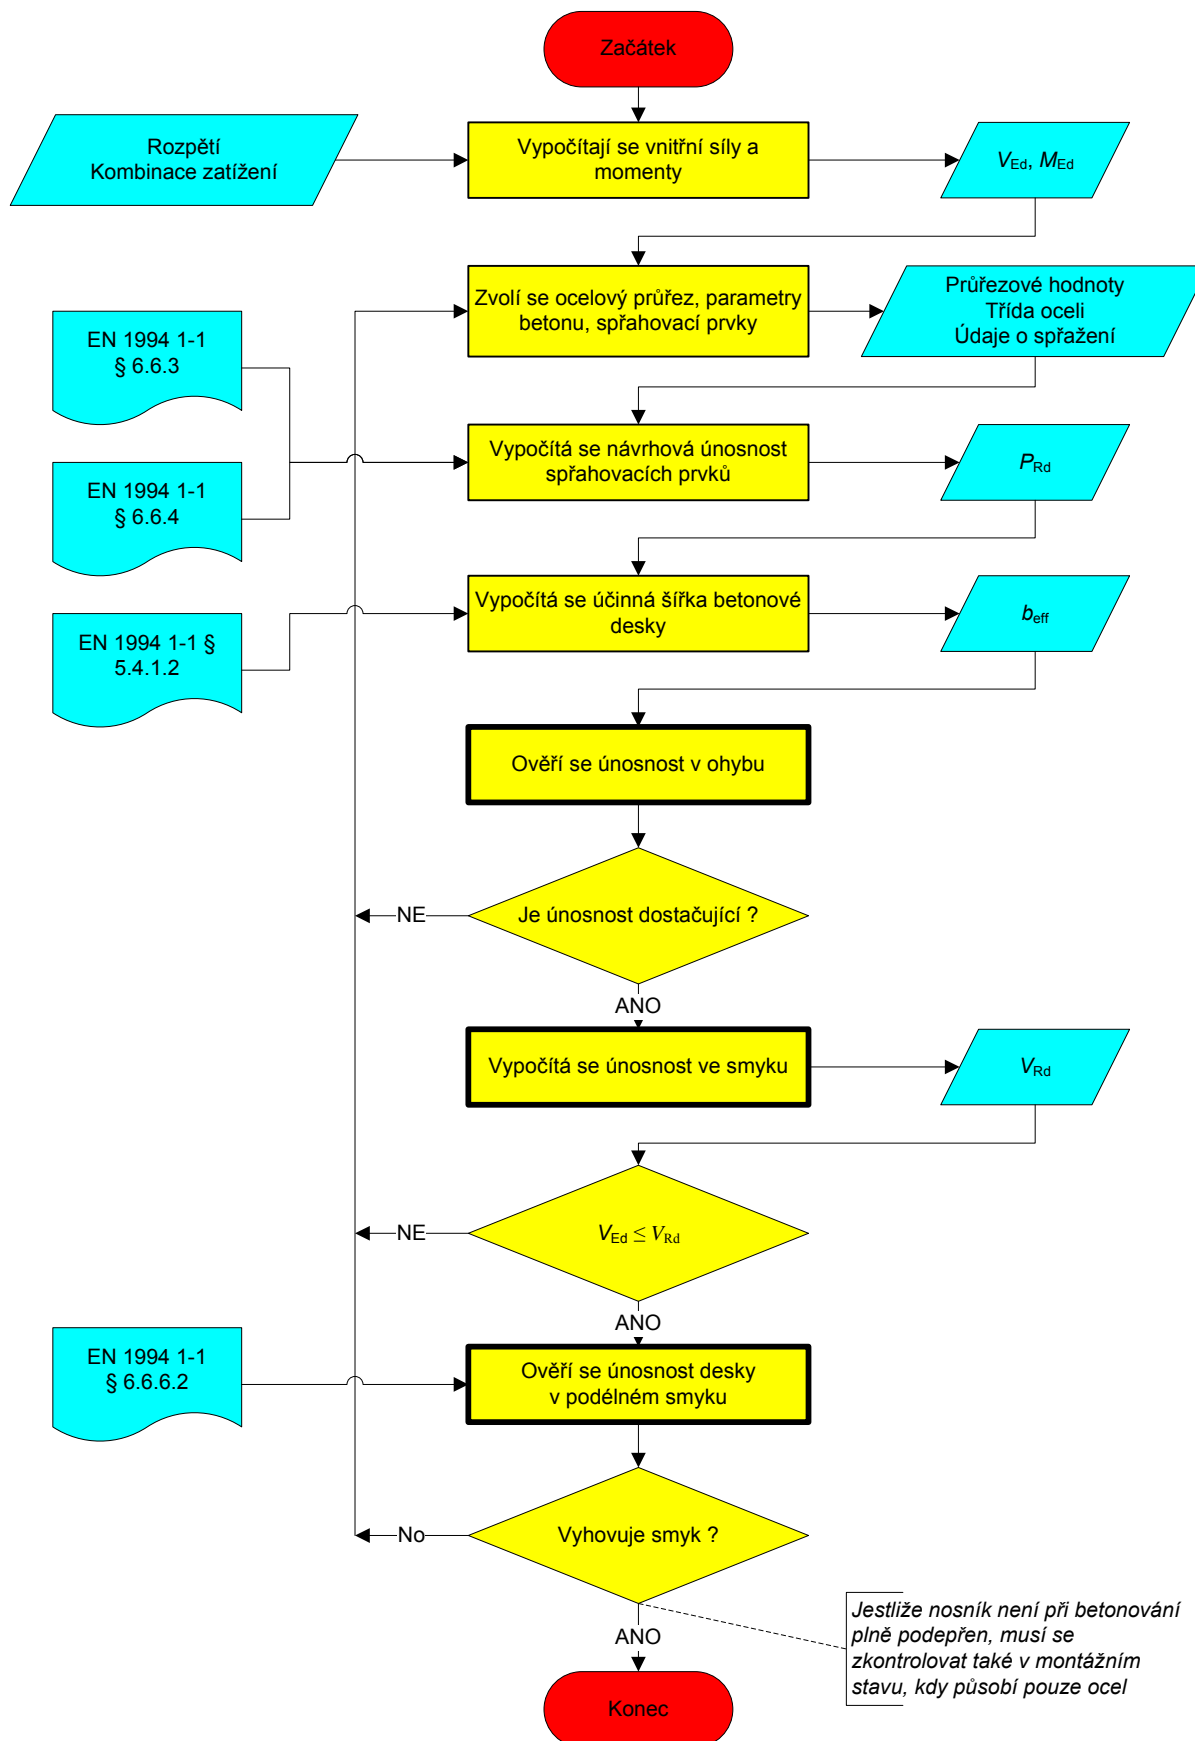 Začátek
Rozpětí
Kombinace zatížení
Vypočítají se vnitřní síly a
momenty
VEd, MEd
Zvolí se ocelový průřez, parametry
betonu, spřahovací prvky
Průřezové hodnoty
Třída oceli
Údaje o spřažení
EN 1994 1-1
§ 6.6.3
Vypočítá se návrhová únosnost
spřahovacích prvků
PRd
EN 1994 1-1
§ 6.6.4
Vypočítá se účinná šířka betonové
desky
beff
EN 1994 1-1 §
5.4.1.2
Ověří se únosnost v ohybu
Je únosnost dostačující ?
NE
ANO
Vypočítá se únosnost ve smyku
VRd
VEd ≤ VRd
NE
ANO
EN 1994 1-1
§ 6.6.6.2
Ověří se únosnost desky
v podélném smyku
Vyhovuje smyk ?
No
ANO
Jestliže nosník není při betonování
plně podepřen, musí se
zkontrolovat také v montážním
stavu, kdy působí pouze ocel
Konec